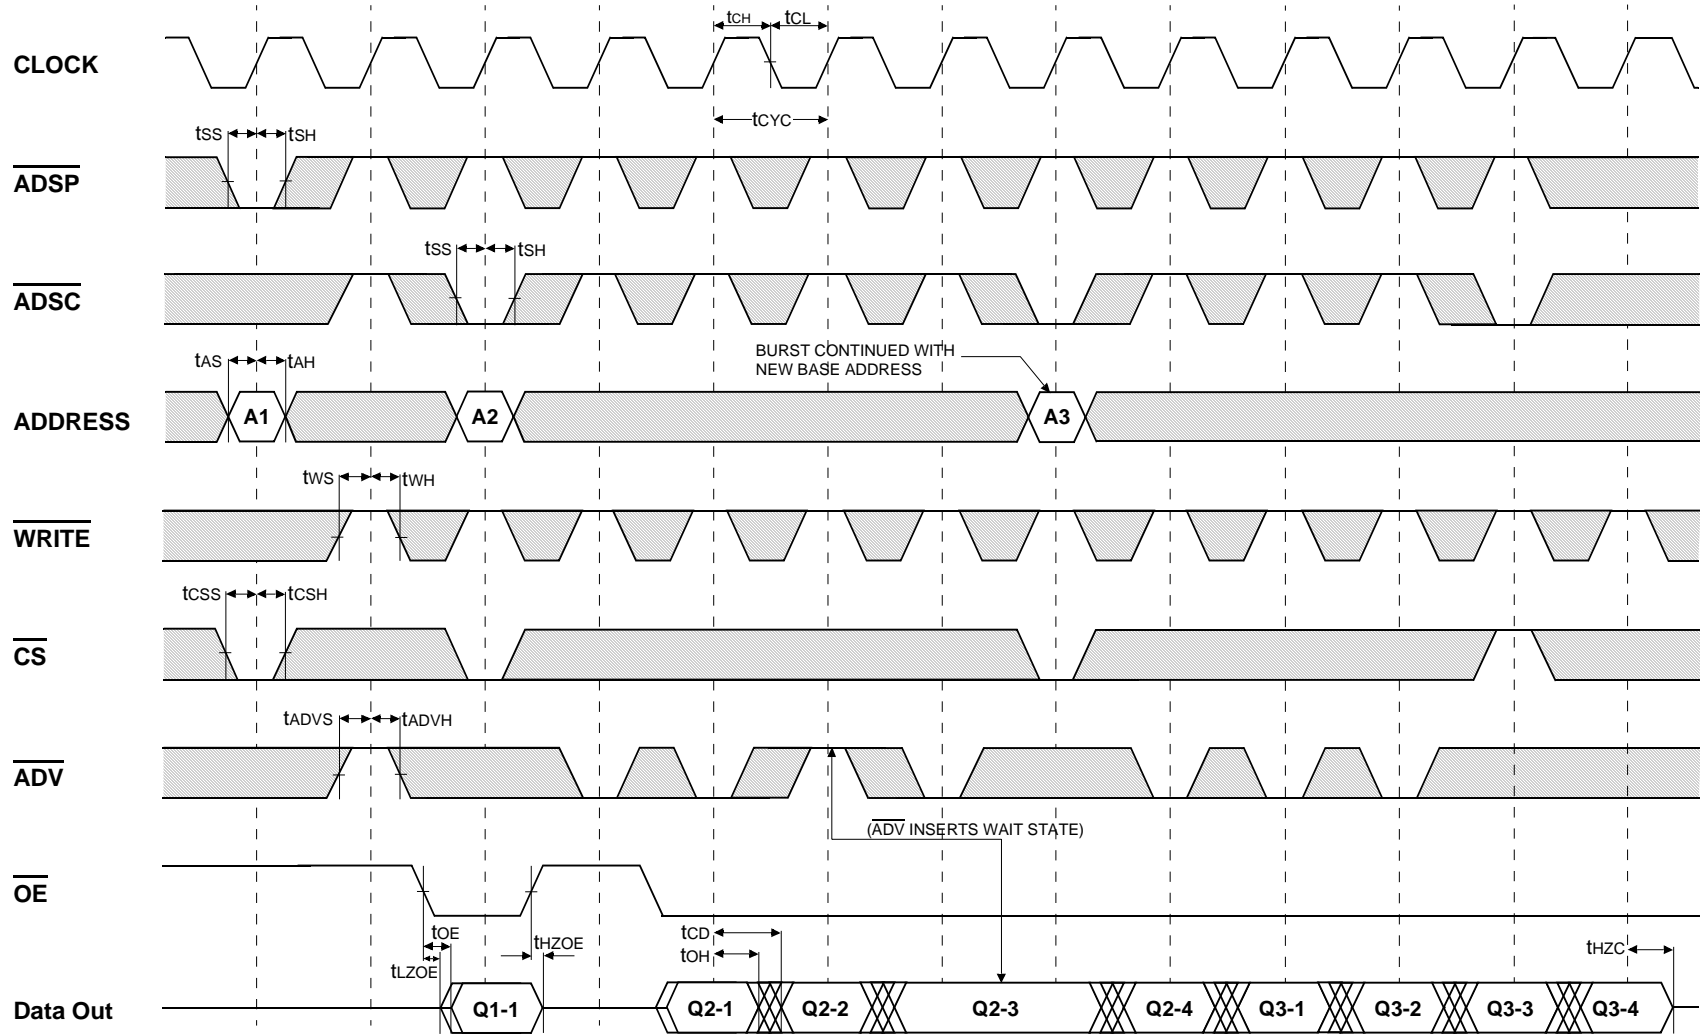 tCH tCL
CLOCK
tCYC
tSS tSH
ADSP
tSS tSH
ADSC
BURST CONTINUED WITH
NEW BASE ADDRESS
tAS tAH
ADDRESS A1 A2 A3
tWS tWH
WRITE
tCSS tCSH
CS
tADVS tADVH
ADV
(ADV INSERTS WAIT STATE)
OE
tOE tHZOE tCD tHZC
tLZOE tOH
Data Out Q1-1 Q2-1 Q2-2 Q2-3 Q2-4 Q3-1 Q3-2 Q3-3 Q3-4